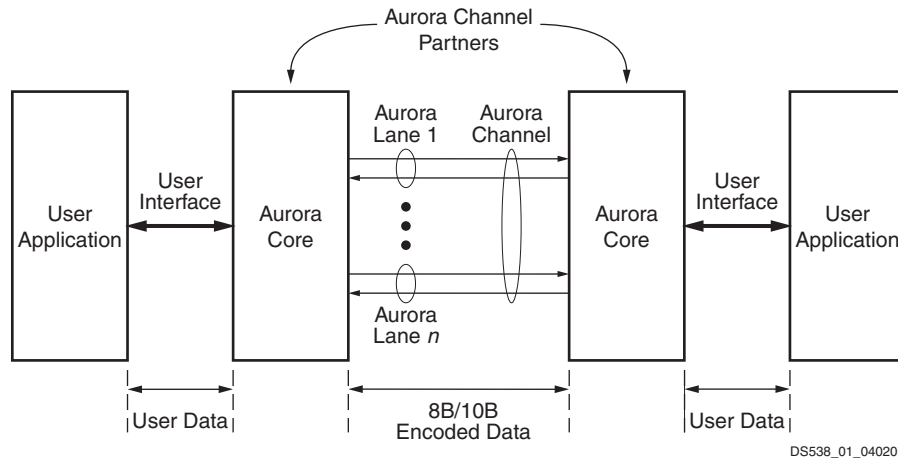 Aurora Channel
Partners
Aurora
Lane 1
Aurora
Channel
User
Interface
User
Interface
User
Application
Aurora
Core
Aurora
Core
User
Application
Aurora
Lane n
User Data
8B/10B
Encoded Data
User Data
DS538_01_04020